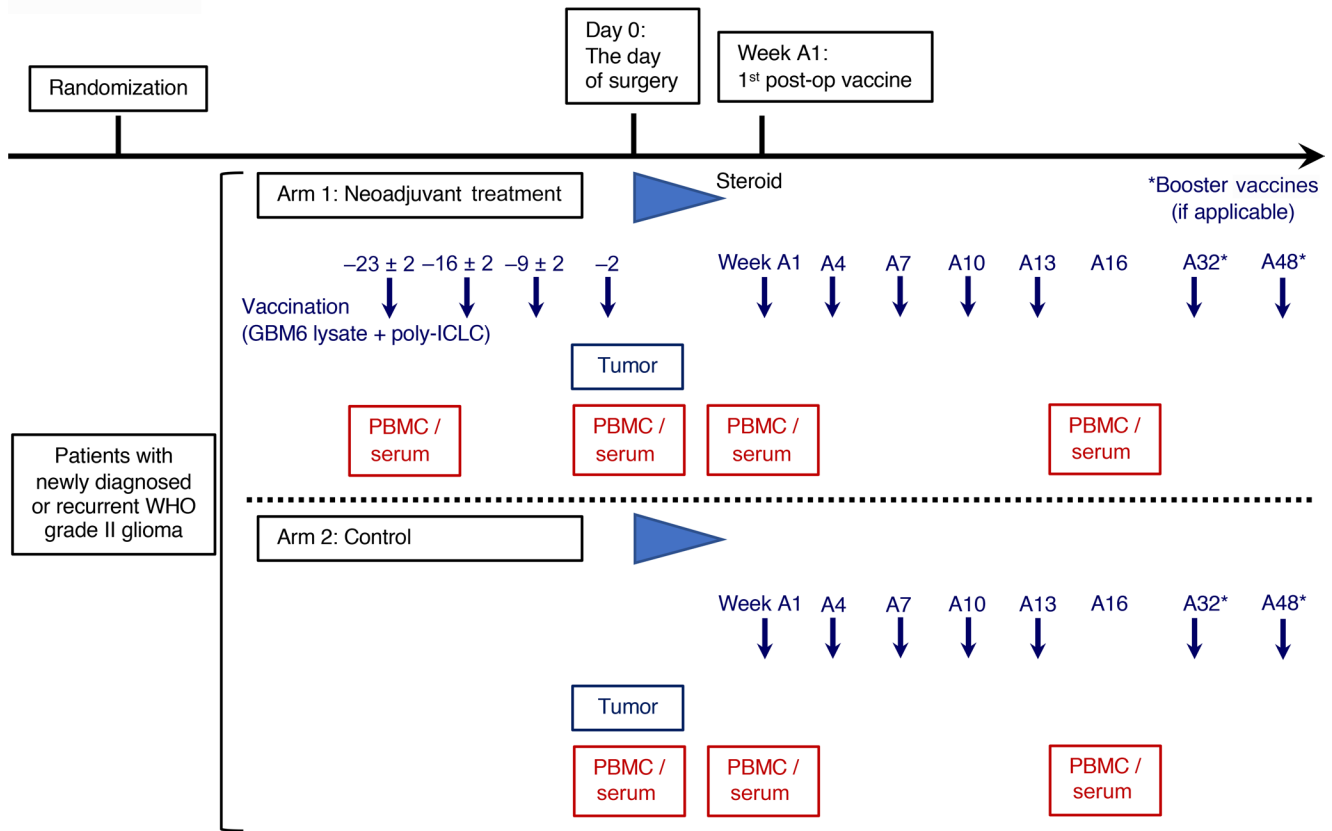 Randomization
Day 0:
The day
of surgery
Week A1:
1st post-op vaccine
Patients with
newly diagnosed
or recurrent WHO
grade II glioma
Arm 1: Neoadjuvant treatment
Steroid
*Booster vaccines
(if applicable)
–23 ± 2 –16 ± 2 –9 ± 2 –2 Week A1 A4 A7 A10 A13 A16 A32* A48*
Vaccination
(GBM6 lysate + poly-ICLC)
Tumor
PBMC /
serum
PBMC /
serum
PBMC /
serum
PBMC /
serum
Arm 2: Control
Week A1 A4 A7 A10 A13 A16 A32* A48*
Tumor
PBMC /
serum
PBMC /
serum
PBMC /
serum